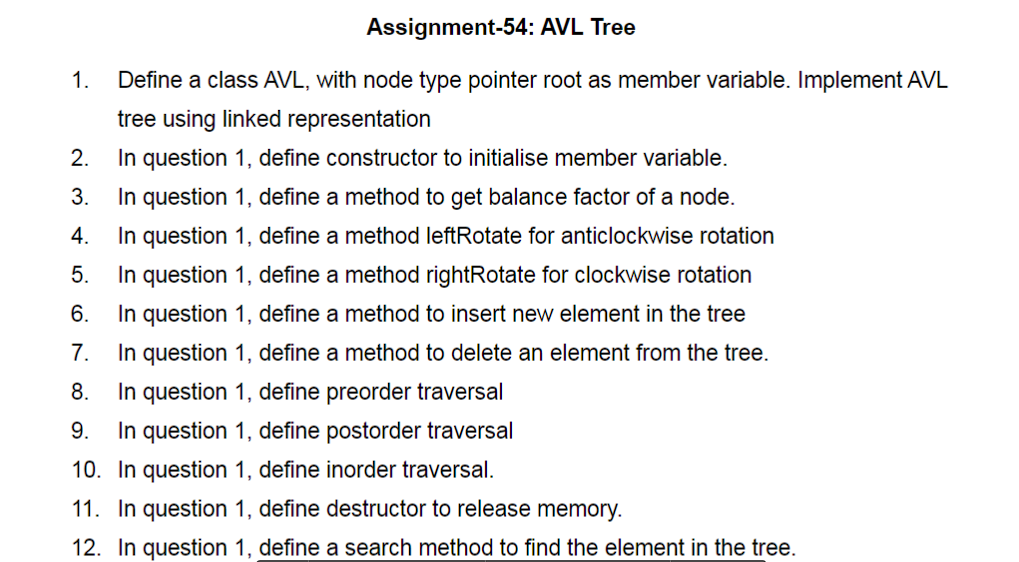 Assignment-54: AVL Tree
1. Define a class AVL, with node type pointer root as member variable. Implement AVL
tree using linked representation
2. In question 1, define constructor to initialise member variable.
3. In question 1, define a method to get balance factor of a node.
4. In question 1, define a method leftRotate for anticlockwise rotation
5. In question 1, define a method rightRotate for clockwise rotation
6. In question 1, define a method to insert new element in the tree
7. In question 1, define a method to delete an element from the tree.
8. In question 1, define preorder traversal
9. In question 1, define postorder traversal
10. In question 1, define inorder traversal.
11. In question 1, define destructor to release memory.
12. In question 1, define a search method to find the element in the tree.